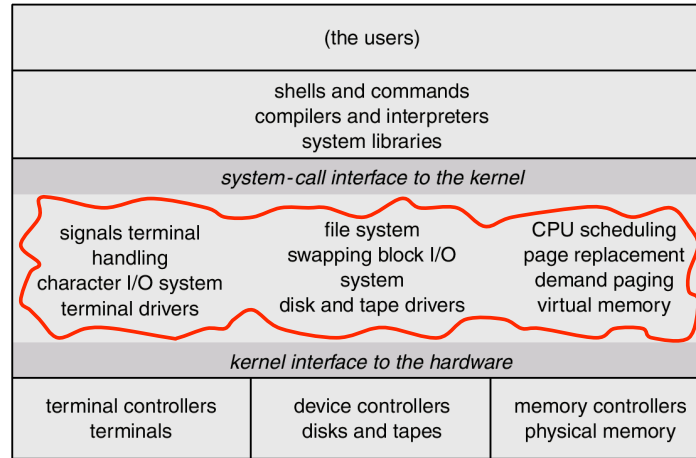 (the users)
shells and commands
compilers and interpreters
system libraries
system-call interface to the kernel
signals terminal
handling
character I/O system
terminal drivers
file system
swapping block I/O
system
disk and tape drivers
CPU scheduling
page replacement
demand paging
virtual memory
kernel interface to the hardware
terminal controllers
terminals
device controllers
disks and tapes
memory controllers
physical memory